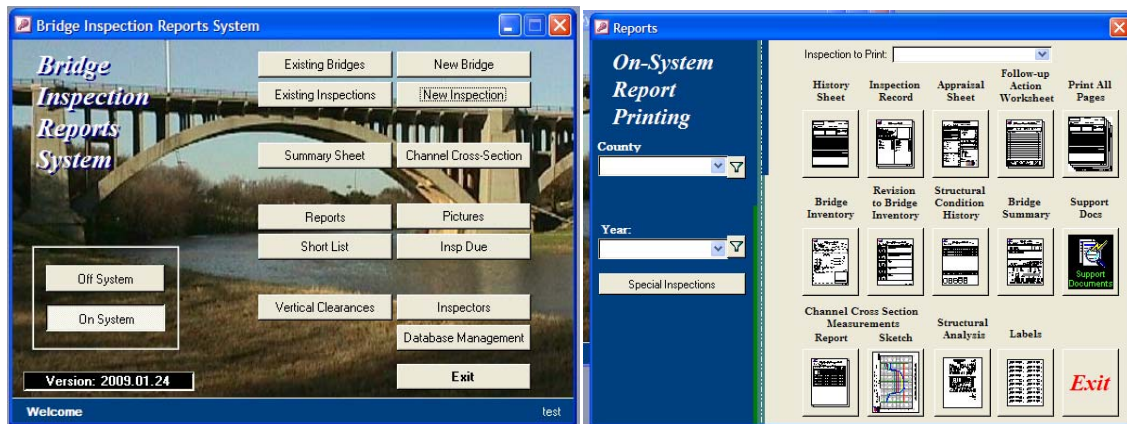 Bridge Inspection Reports System
Bridge
Inspection
Reports
System
Existing Bridges
New Bridge
Existing Inspections
New Inspection
Summary Sheet
Channel Cross-Section
Reports
Pictures
Short List
Insp Due
Off System
On System
Vertical Clearances
Inspectors
Database Management
Exit
Version: 2009.01.24
Welcome
test
Reports
On-System
Report
Printing
County
Year:
Special Inspections
Inspection to Print:
History
Sheet
Inspection
Record
Appraisal
Sheet
Follow-up
Action
Worksheet
Print All
Pages
Bridge
Inventory
Revision
to Bridge
Inventory
Structural
Condition
History
Bridge
Summary
Support
Docs
Support
Documents
Channel Cross Section
Measurements
Report
Sketch
Structural
Analysis
Labels
Exit